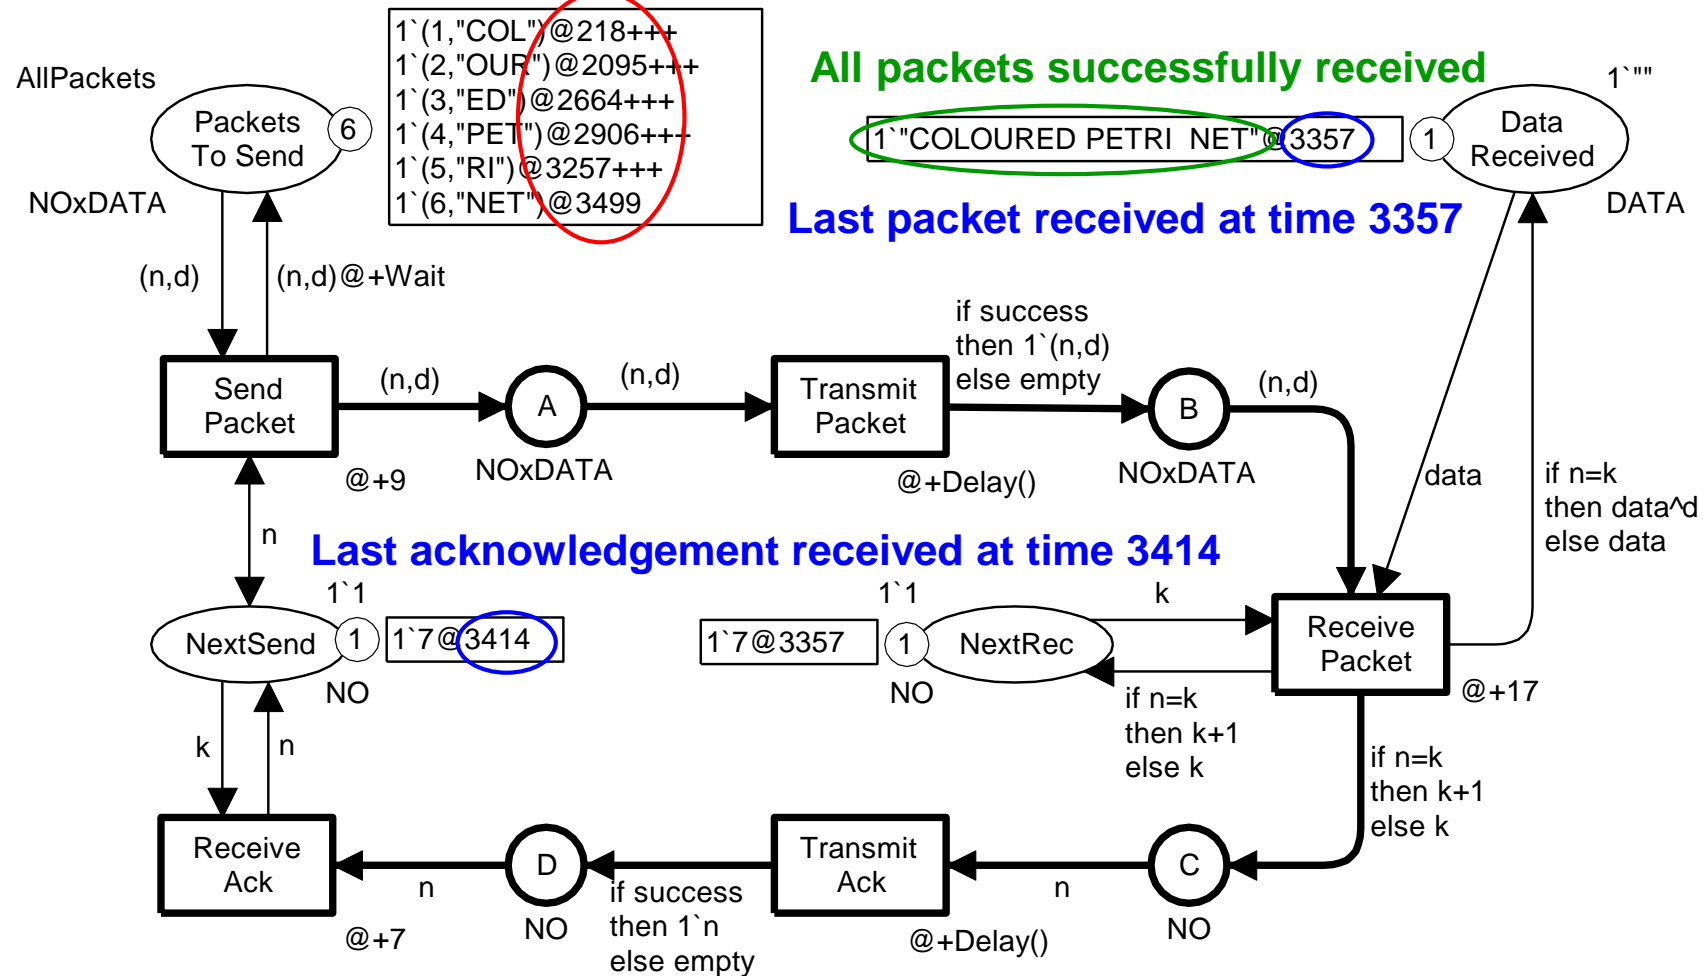 1`(1,"COL")@218+++
1`(2,"OUR")@2095+++
1`(3,"ED")@2664+++
1`(4,"PET")@2906+++
1`(5,"RI")@3257+++
1`(6,"NET")@3499
AllPackets
Packets
To Send
6
NOxDATA
All packets successfully received
1`""
1`"COLOURED PETRI  NET"@3357
1
Data
Received
DATA
Last packet received at time 3357
(n,d)
(n,d)@+Wait
Send
Packet
@+9
(n,d)
A
NOxDATA
(n,d)
Transmit
Packet
@+Delay()
if success
then 1`(n,d)
else empty
B
NOxDATA
(n,d)
data
if n=k
then data^d
else data
n
Last acknowledgement received at time 3414
1`1
NextSend
1
1`7@3414
NO
1`7@3357
1`1
1
NextRec
NO
k
if n=k
then k+1
else k
Receive
Packet
@+17
k
n
Receive
Ack
@+7
n
D
NO
if success
then 1`n
else empty
Transmit
Ack
@+Delay()
n
C
NO
if n=k
then k+1
else k